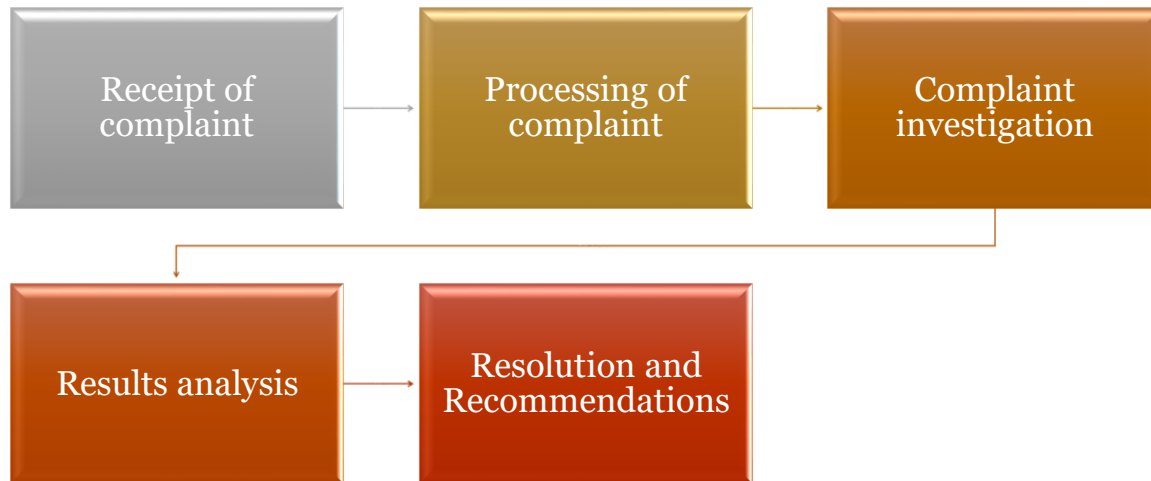 Receipt of
complaint
Processing of
complaint
Complaint
investigation
Results analysis
Resolution and
Recommendations